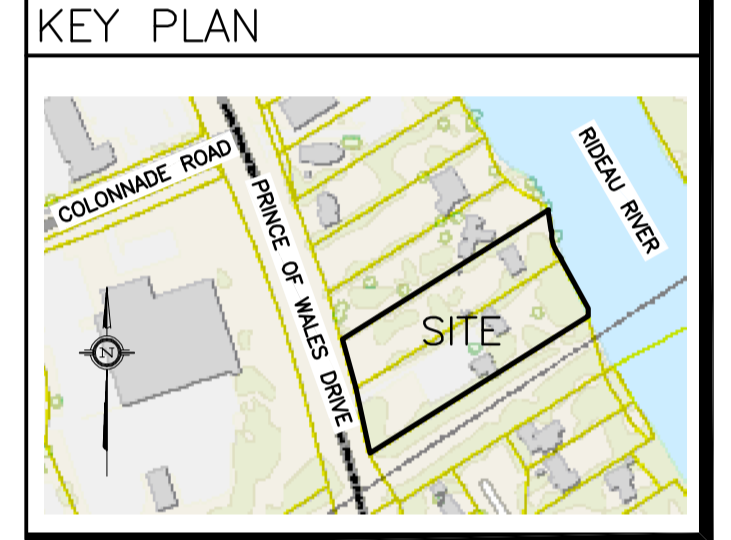 KEY PLAN
COLONNADE ROAD
PRINCE OF WALES DRIVE
RIDEAU RIVER
SITE
N